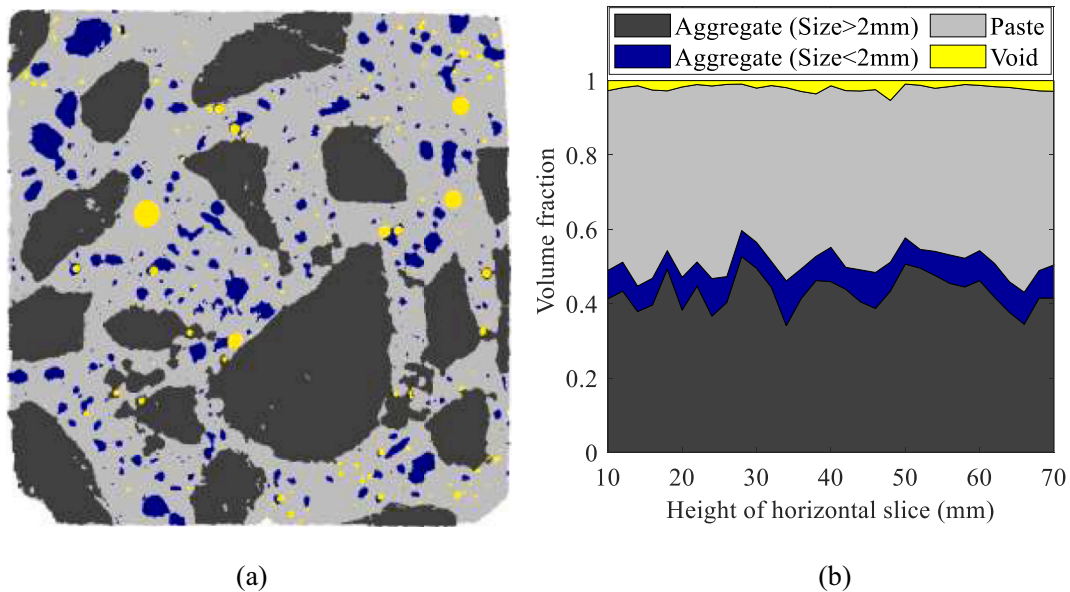 Aggregate (Size>2mm) Paste
Aggregate (Size<2mm) Void
1
0.8
0.6
0.4
0.2
0
Volume fraction
10 20 30 40 50 60 70
Height of horizontal slice (mm)
(a) (b)